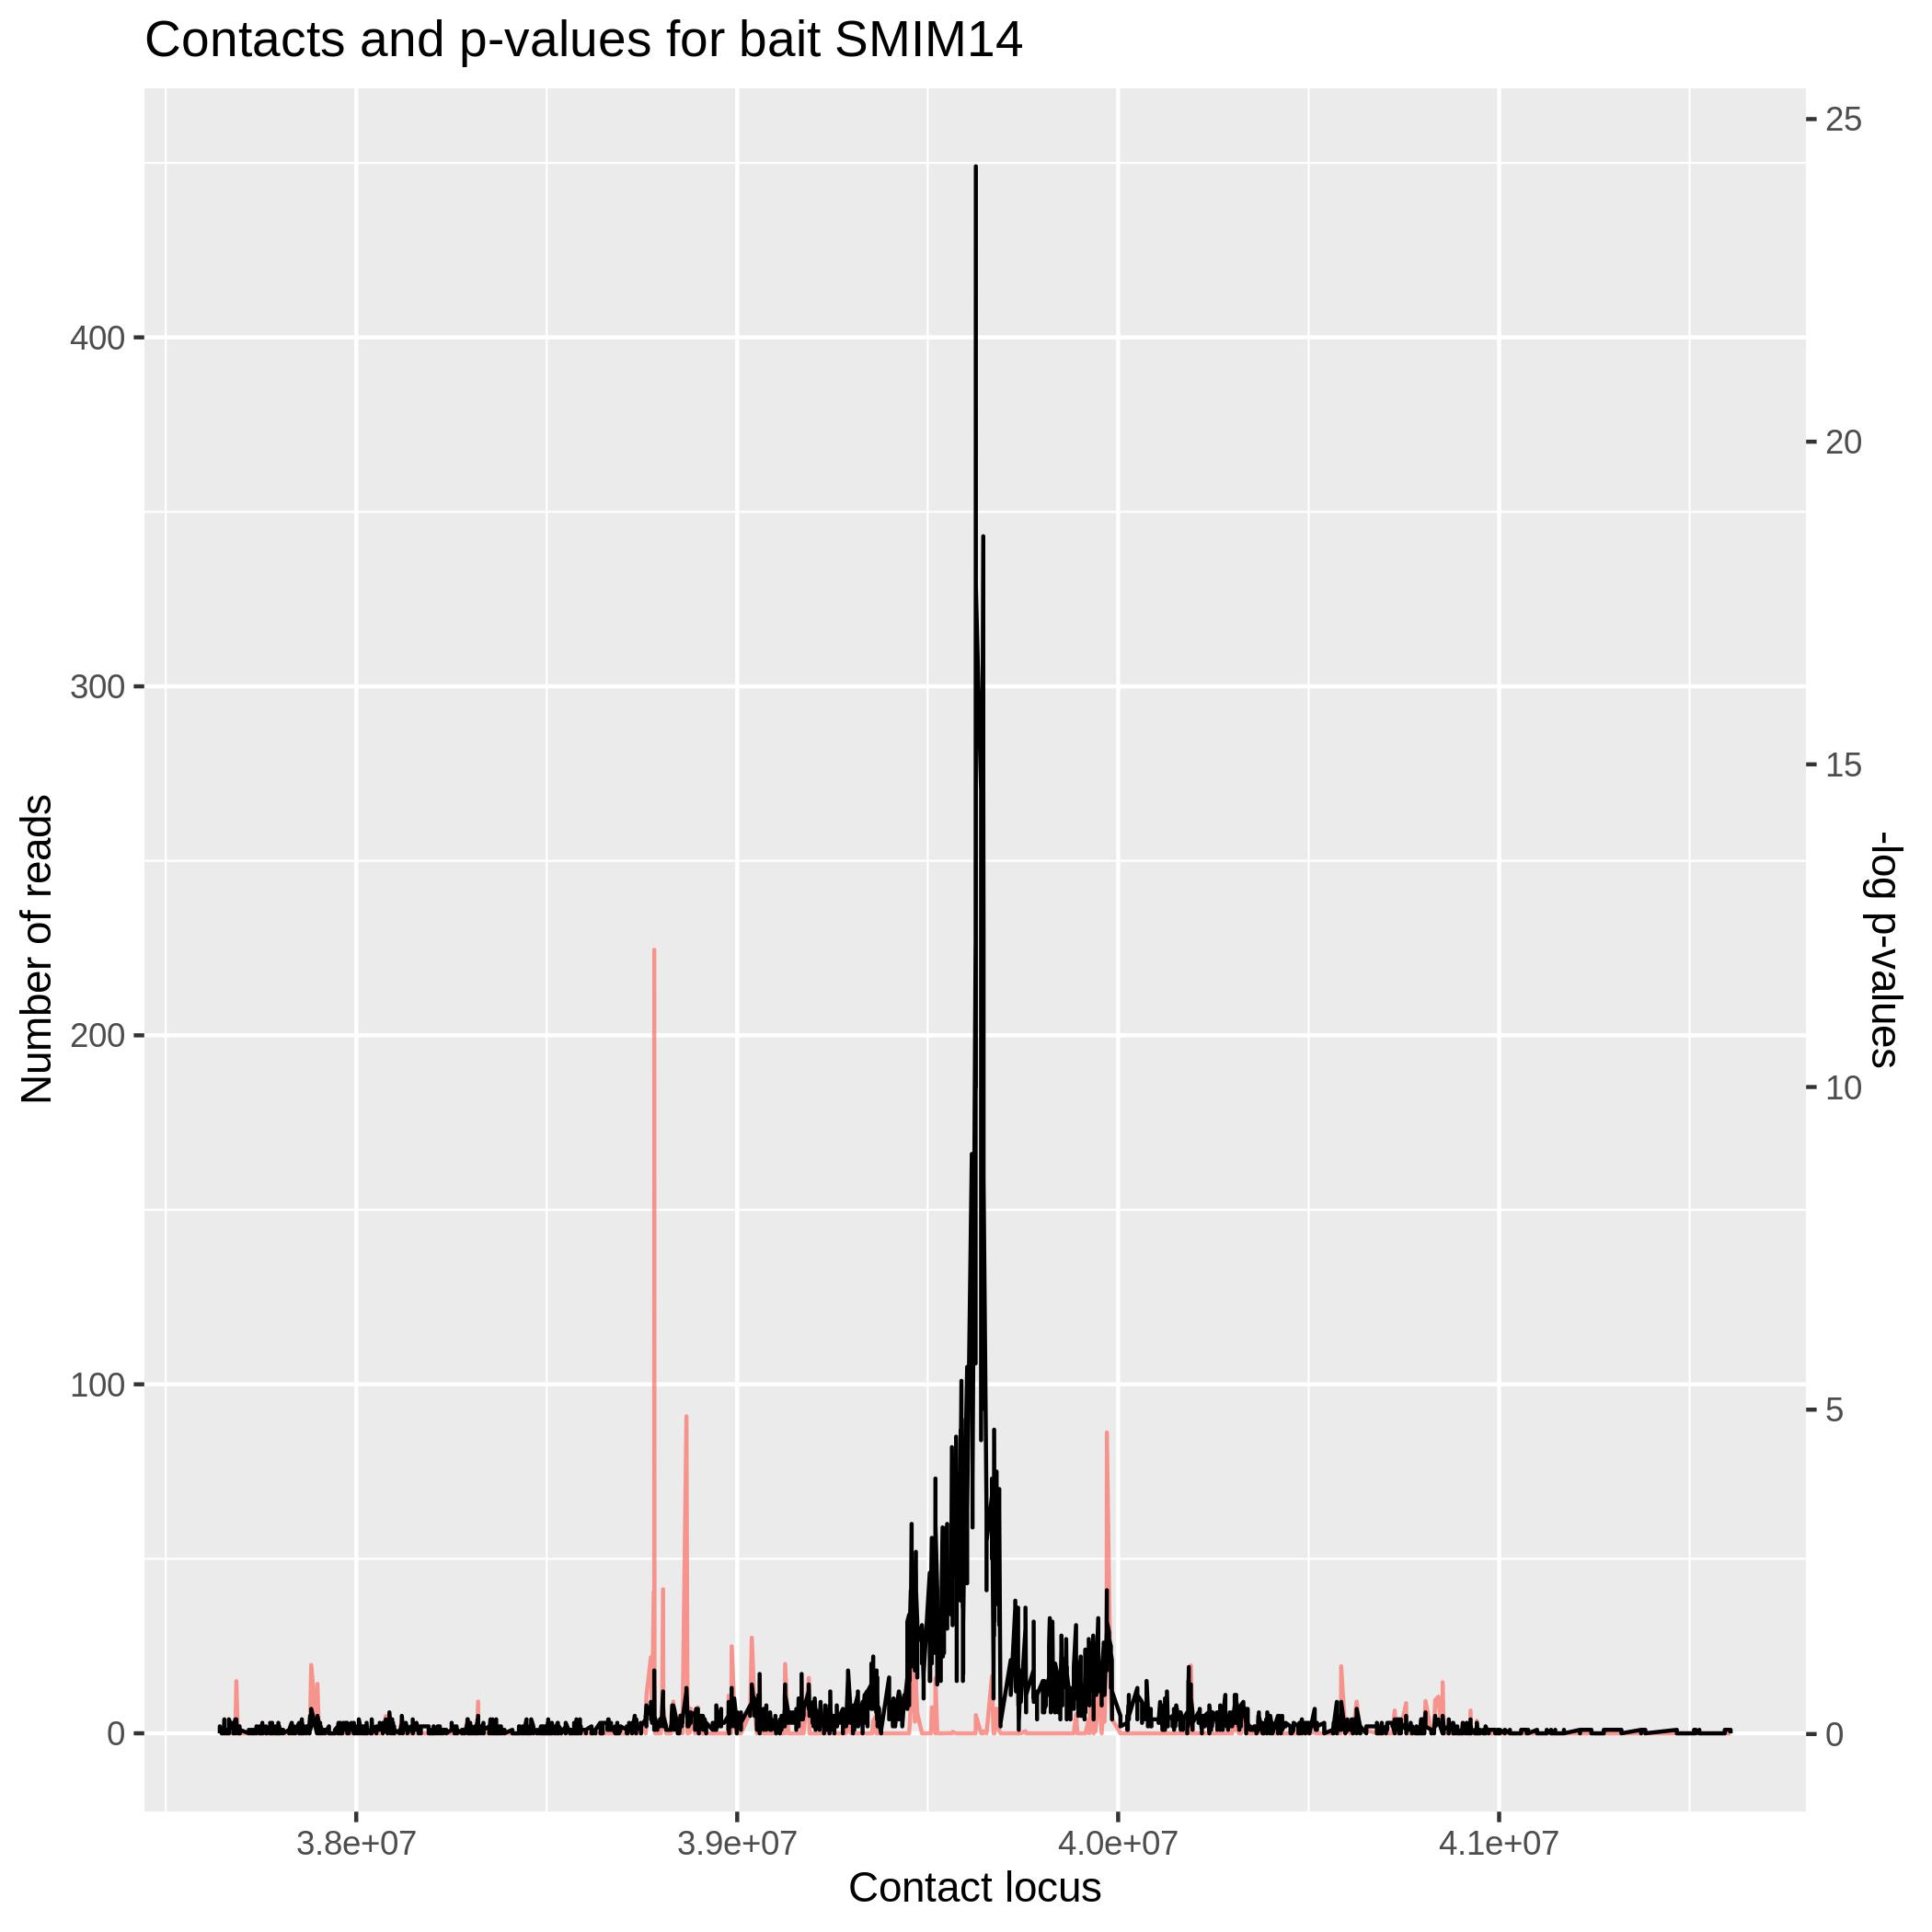 Contacts and p-values for bait SMIM14
25
400
20
300
15
Number of reads
-log p-values
200
10
100
5
0
0
3.8e+07
3.9e+07
4.0e+07
4.1e+07
Contact locus